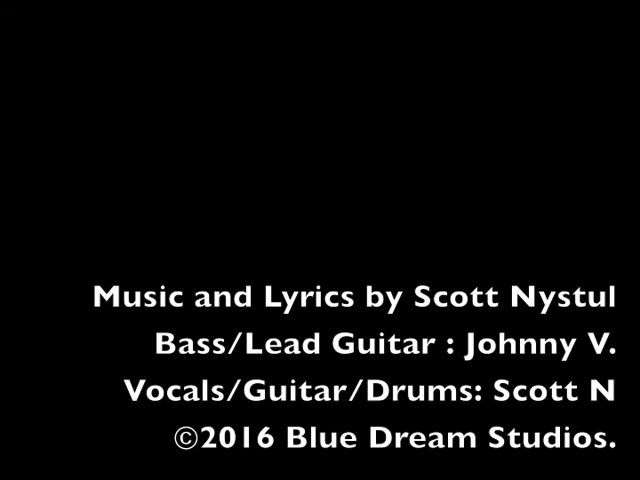 Music and Lyrics by Scott Nystul
Bass/Lead Guitar : Johnny V.
Vocals/Guitar/Drums: Scott N
©2016 Blue Dream Studios.